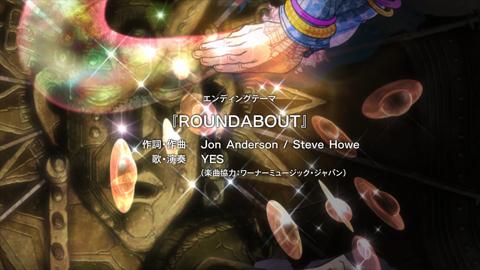 エンディングテーマ
『ROUNDABOUT』
作詞・作曲 Jon Anderson / Steve Howe
歌・演奏 YES
(楽曲協力:ワーナーミュージック・ジャパン)